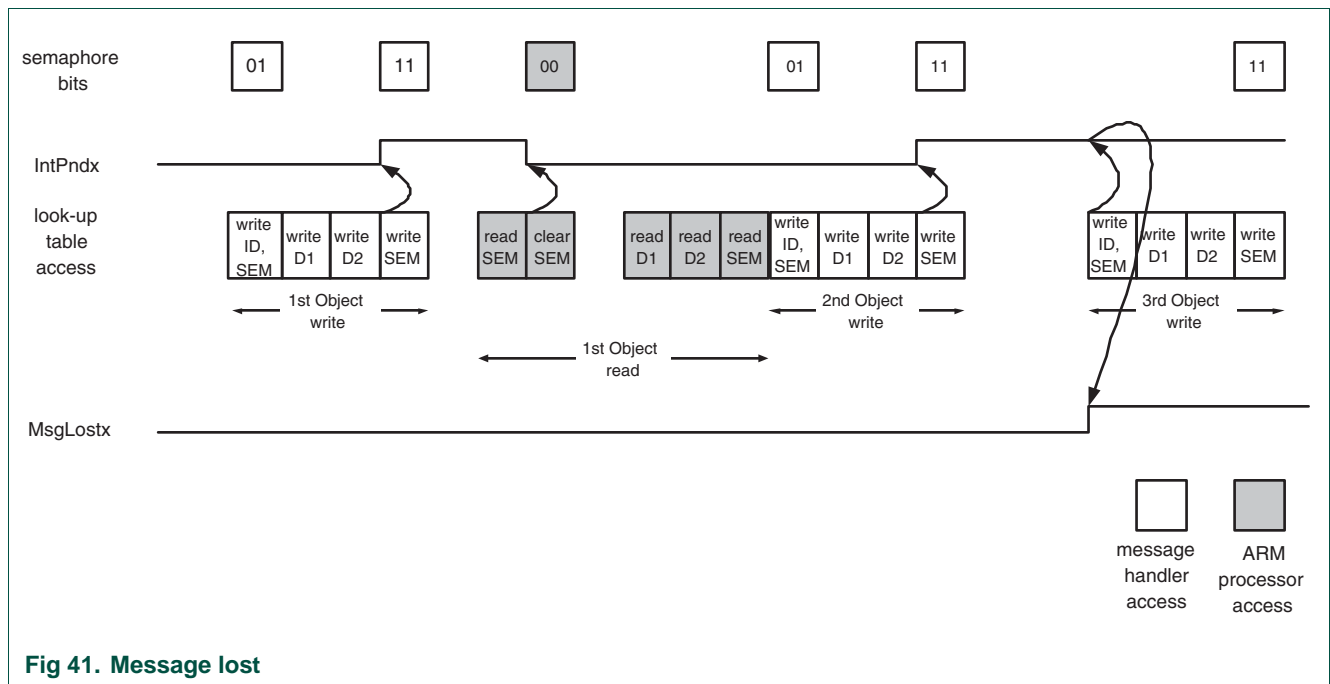 semaphore
bits
01
11
00
01
11
11
IntPndx
look-up
table
access
write
ID,
SEM
write
D1
write
D2
write
SEM
read
SEM
clear
SEM
read
D1
read
D2
read
SEM
write
ID,
SEM
write
D1
write
D2
write
SEM
write
ID,
SEM
write
D1
write
D2
write
SEM
1st Object
write
2nd Object
write
3rd Object
write
1st Object
read
MsgLostx
message
handler
access
ARM
processor
access
Fig 41. Message lost